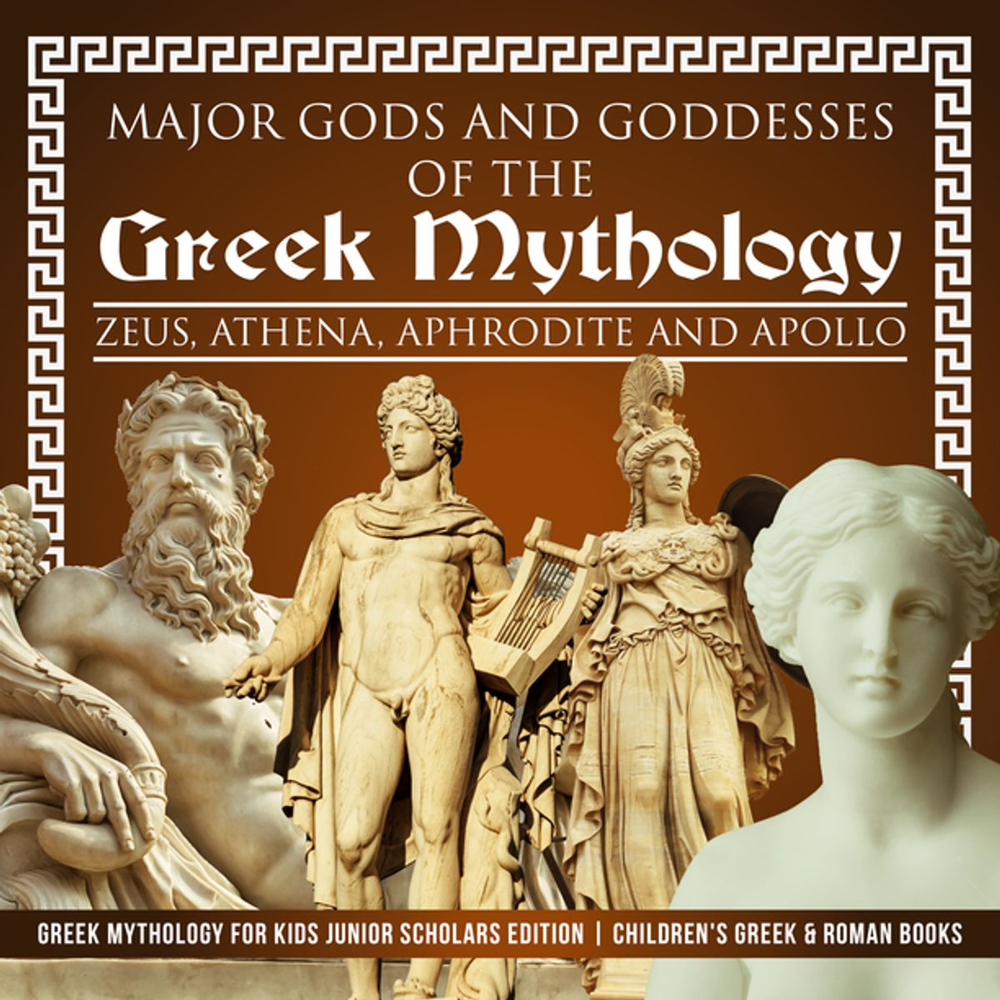 MAJOR GODS AND GODDESSES
OF THE
Greek Mythology
ZEUS, ATHENA, APHRODITE AND APOLLO
GREEK MYTHOLOGY FOR KIDS JUNIOR SCHOLARS EDITION | CHILDREN'S GREEK & ROMAN BOOKS